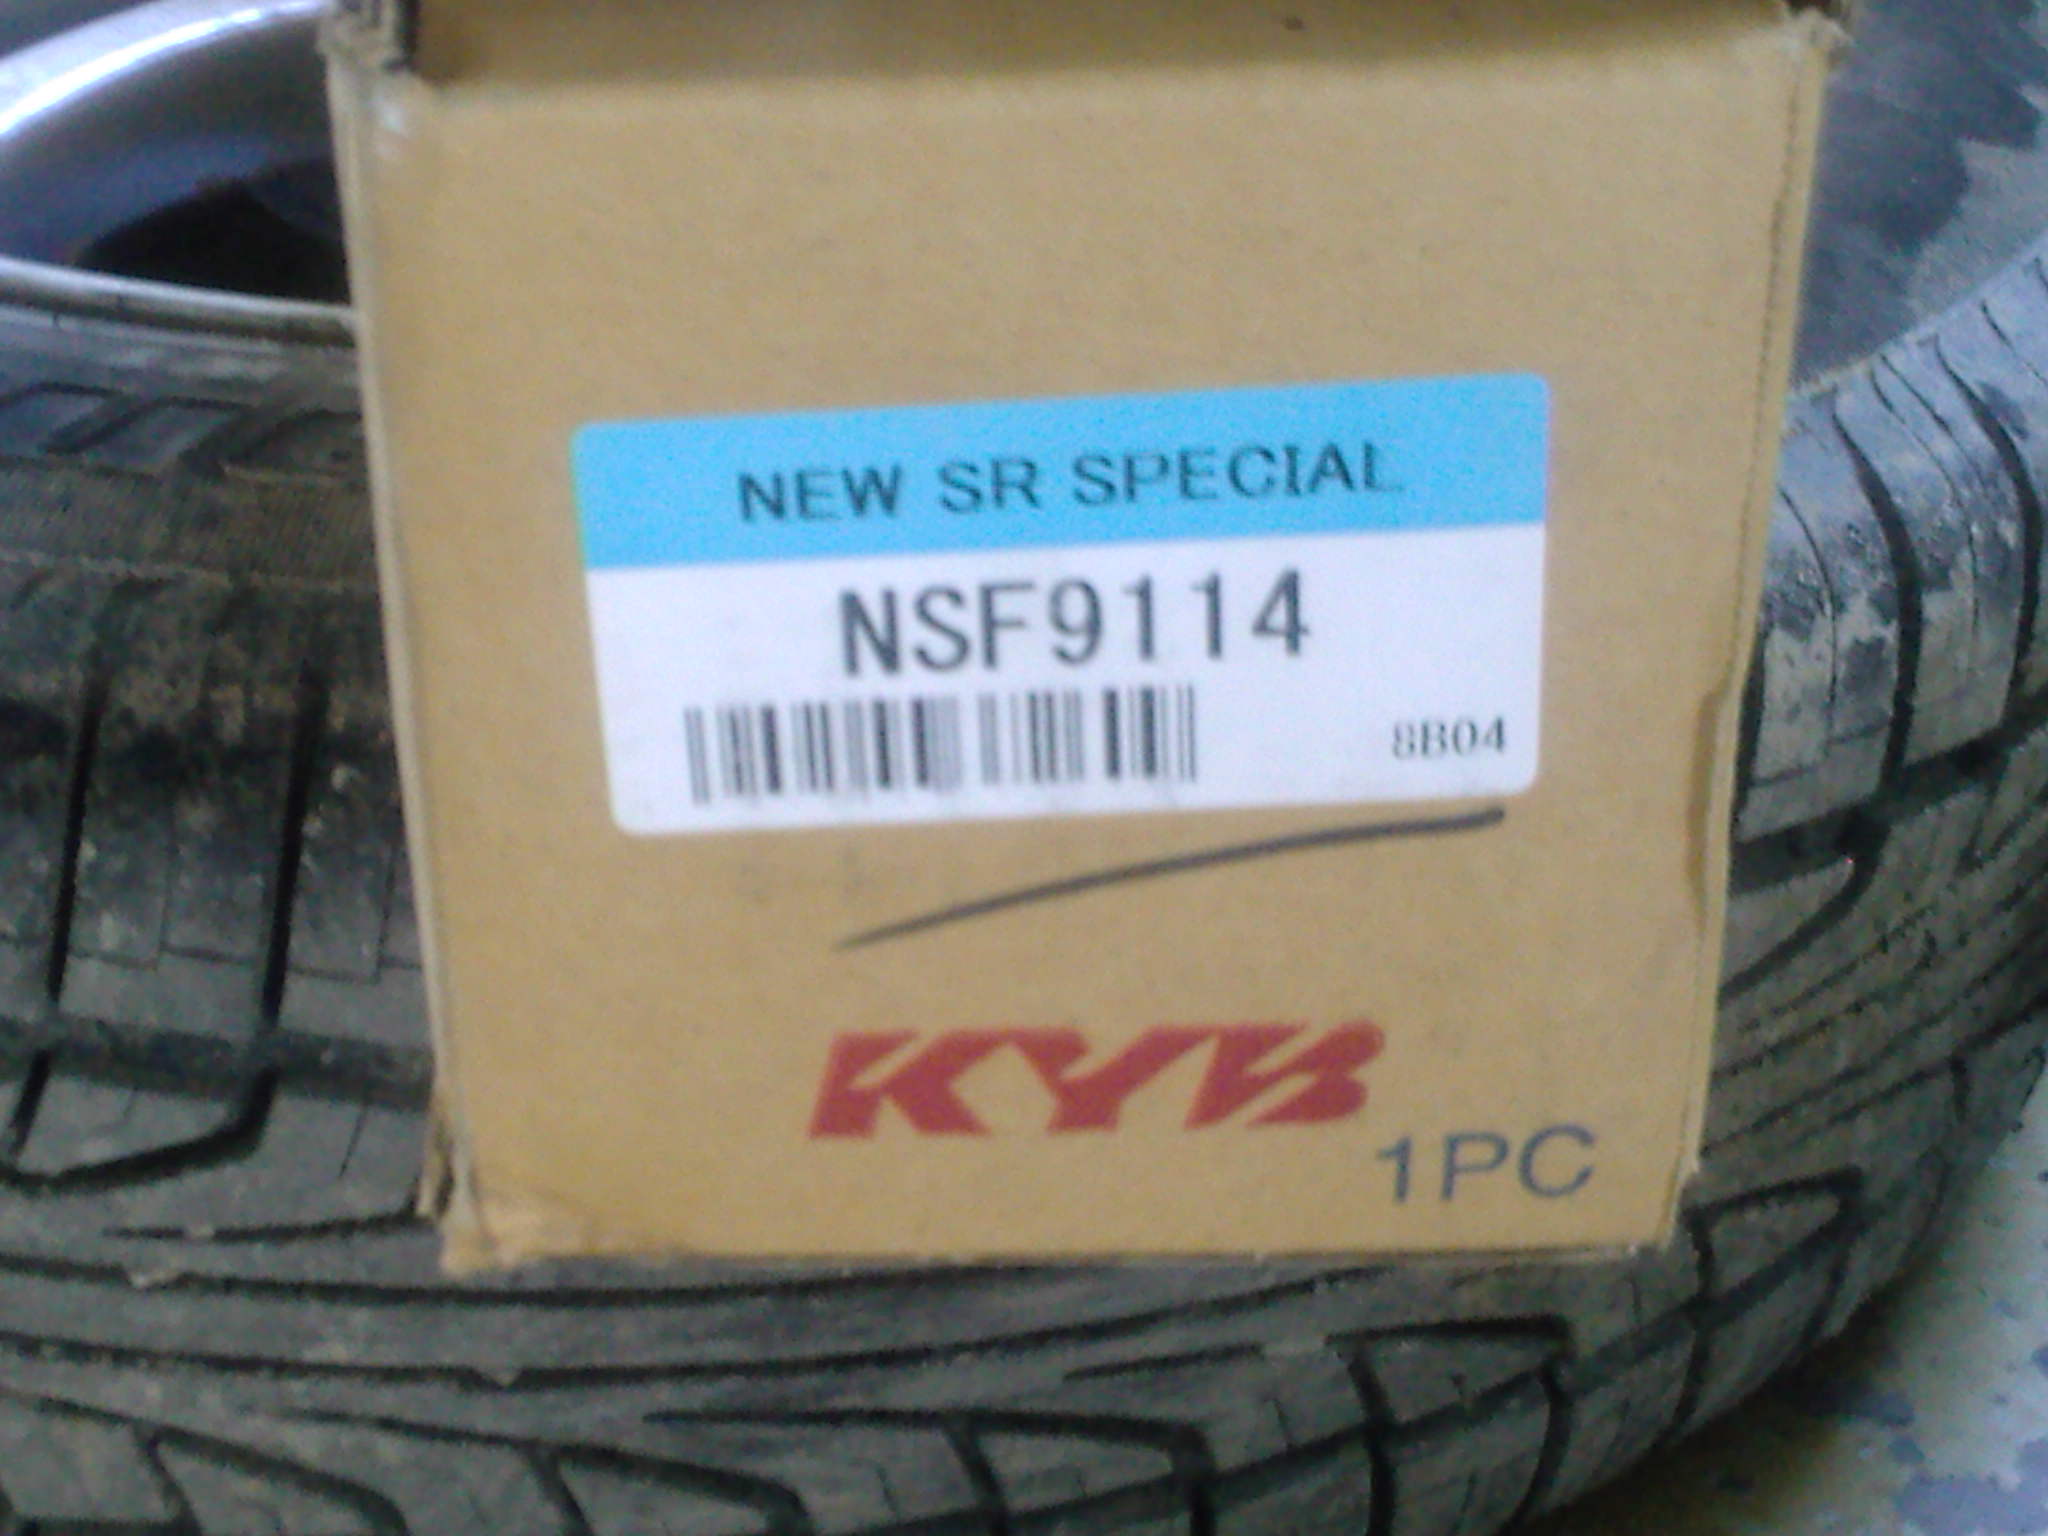 NEW SR SPECIAL
NSF9114
8B04
KYB
1PC